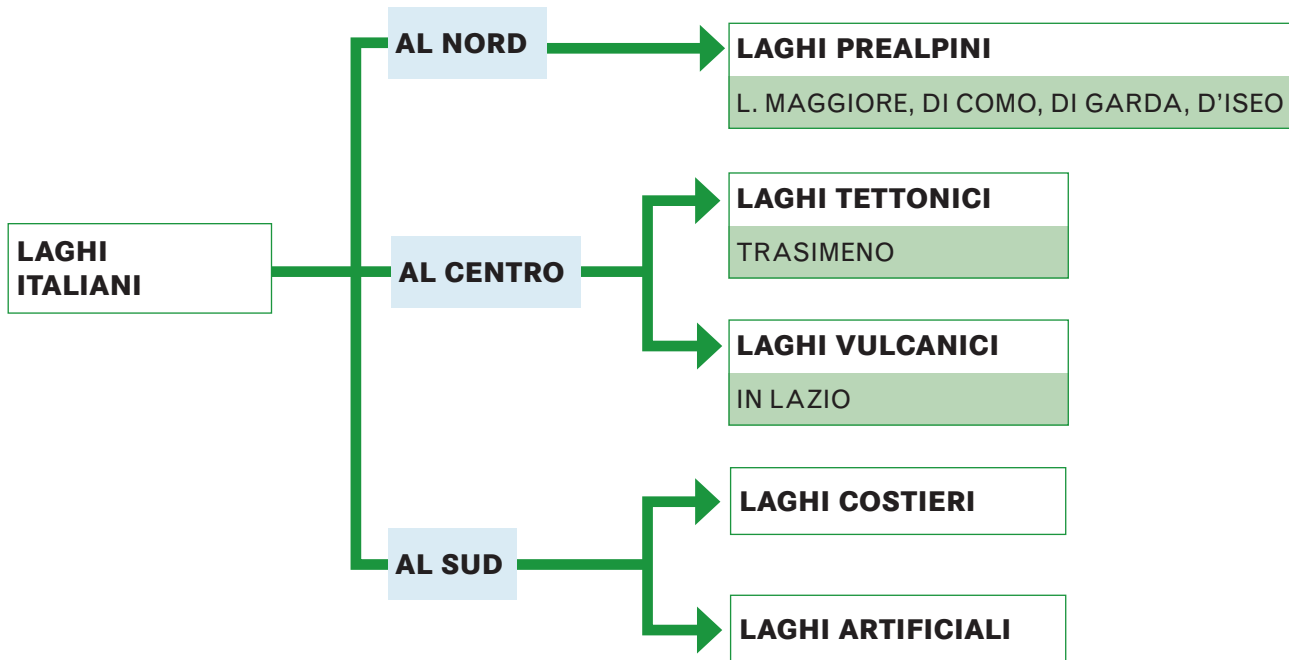 LAGHI
ITALIANI
AL NORD
LAGHI PREALPINI
L. MAGGIORE, DI COMO, DI GARDA, D'ISEO
AL CENTRO
LAGHI TETTONICI
TRASIMENO
LAGHI VULCANICI
IN LAZIO
AL SUD
LAGHI COSTIERI
LAGHI ARTIFICIALI